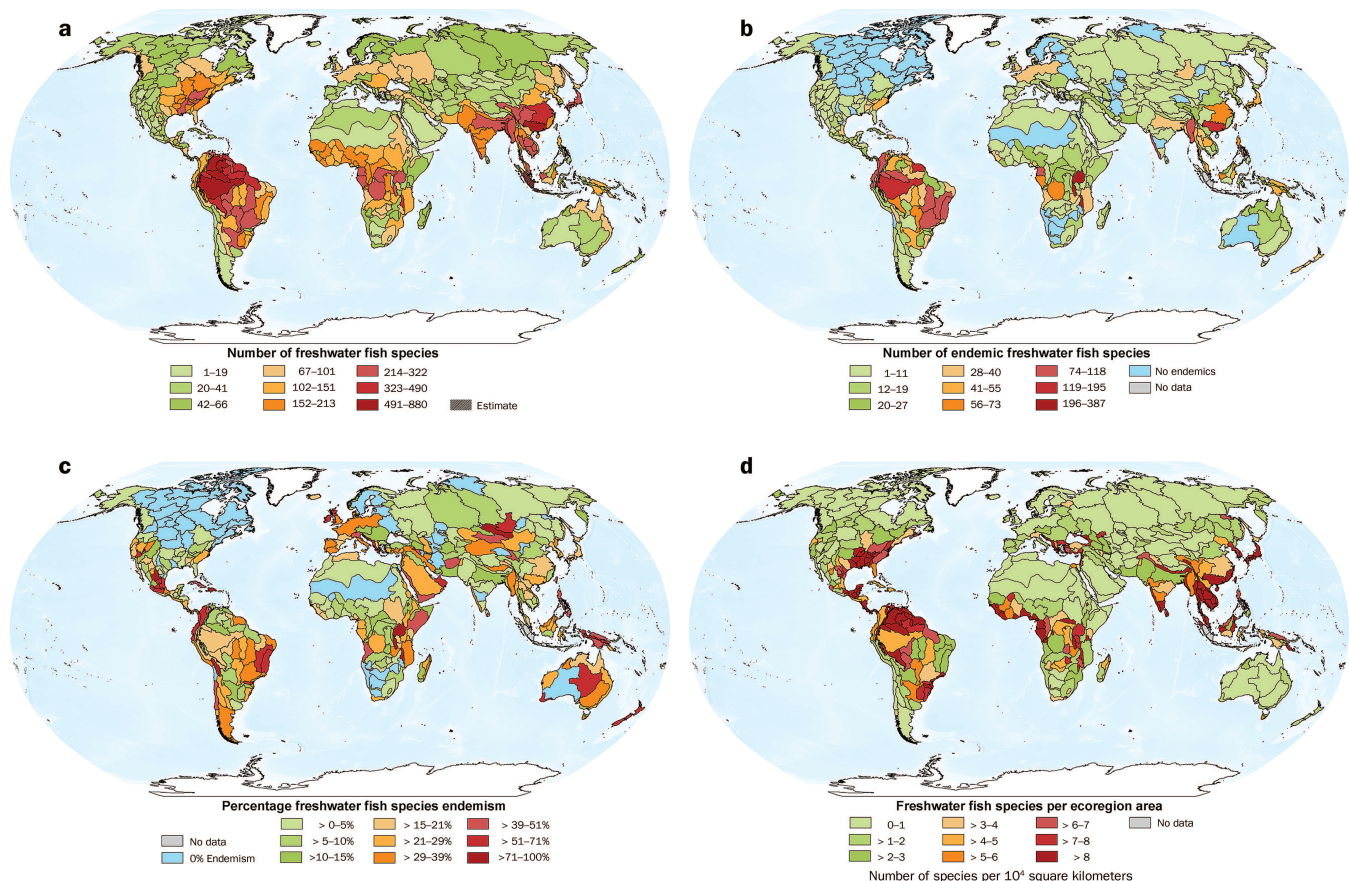 a
Number of freshwater fish species
1–19
20–41
42–66
67–101
102–151
152–213
214–322
323–490
491–880
Estimate
b
Number of endemic freshwater fish species
1–11
12–19
20–27
28–40
41–55
56–73
74–118
119–195
196–387
No endemics
No data
c
Percentage freshwater fish species endemism
No data
0% Endemism
> 0–5%
> 5–10%
>10–15%
> 15–21%
> 21–29%
> 29–39%
> 39–51%
> 51–71%
>71–100%
d
Freshwater fish species per ecoregion area
0–1
> 1–2
> 2–3
> 3–4
> 4–5
> 5–6
> 6–7
> 7–8
> 8
No data
Number of species per 10⁴ square kilometers